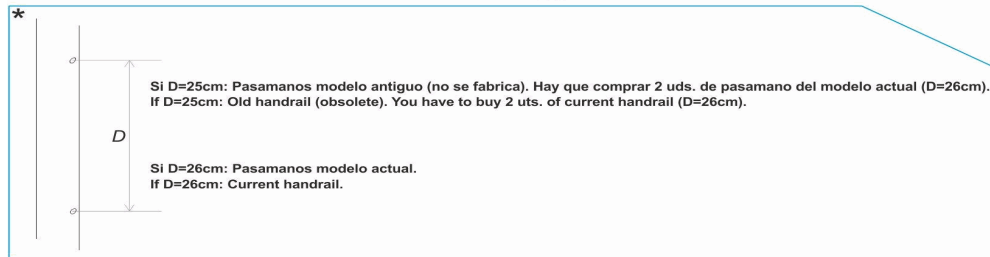 *
Si D=25cm: Pasamanos modelo antiguo (no se fabrica). Hay que comprar 2 uds. de pasamano del modelo actual (D=26cm).
If D=25cm: Old handrail (obsolete). You have to buy 2 uts. of current handrail (D=26cm).
D
Si D=26cm: Pasamanos modelo actual.
If D=26cm: Current handrail.